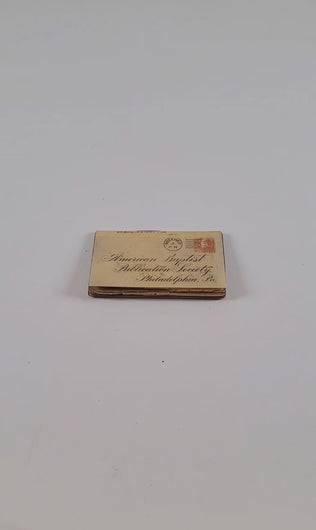 American Baptist
Publication Society,
Philadelphia, Pa.